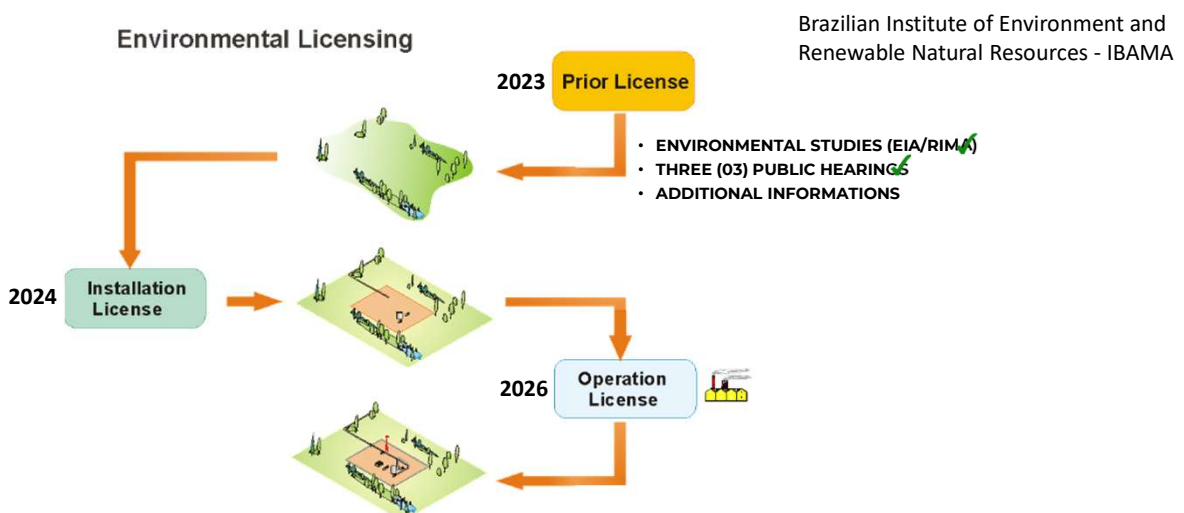 Environmental Licensing
Brazilian Institute of Environment and
Renewable Natural Resources - IBAMA
2023
Prior License
• ENVIRONMENTAL STUDIES (EIA/RIMA)
• THREE (03) PUBLIC HEARINGS
• ADDITIONAL INFORMATIONS
2024
Installation
License
2026
Operation
License